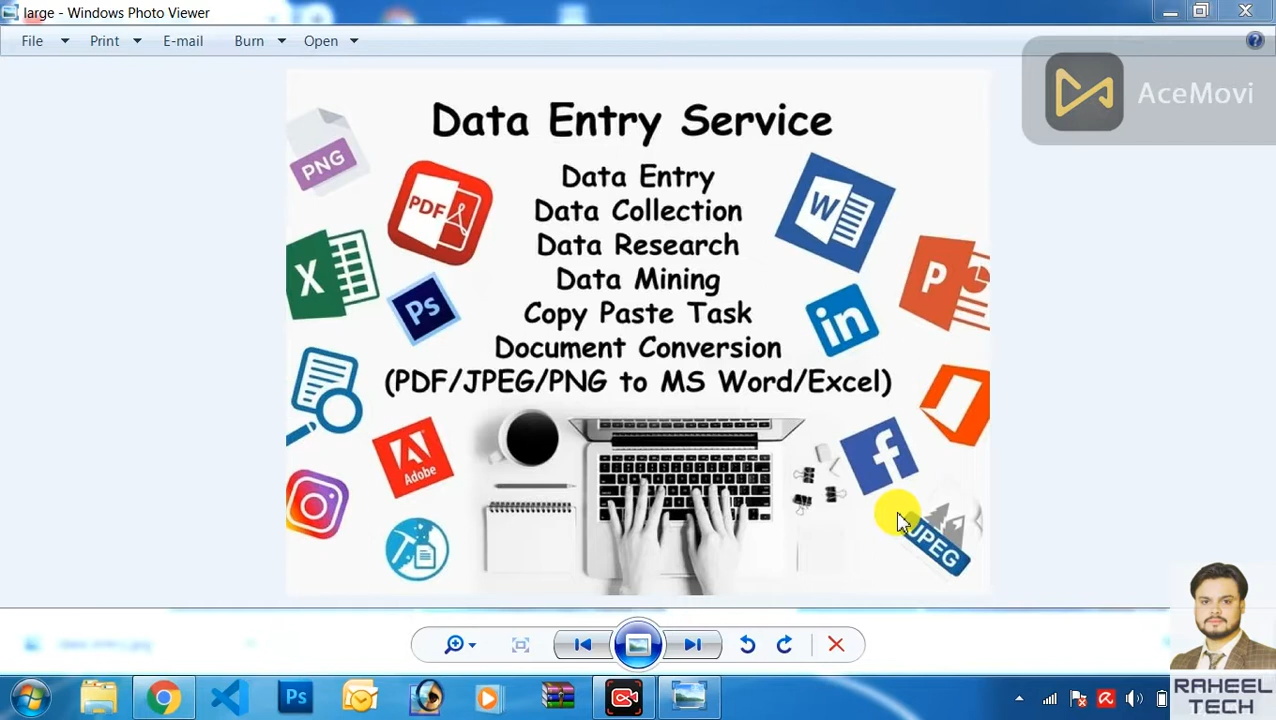 large - Windows Photo Viewer
File
Print
E-mail
Burn
Open
AceMovi
Data Entry Service
PNG
PDF
Data Entry
Data Collection
Data Research
Data Mining
Copy Paste Task
Document Conversion
(PDF/JPEG/PNG to MS Word/Excel)
W
X
P
Ps
in
Adobe
f
JPEG
Ps
RAHEEL
TECH